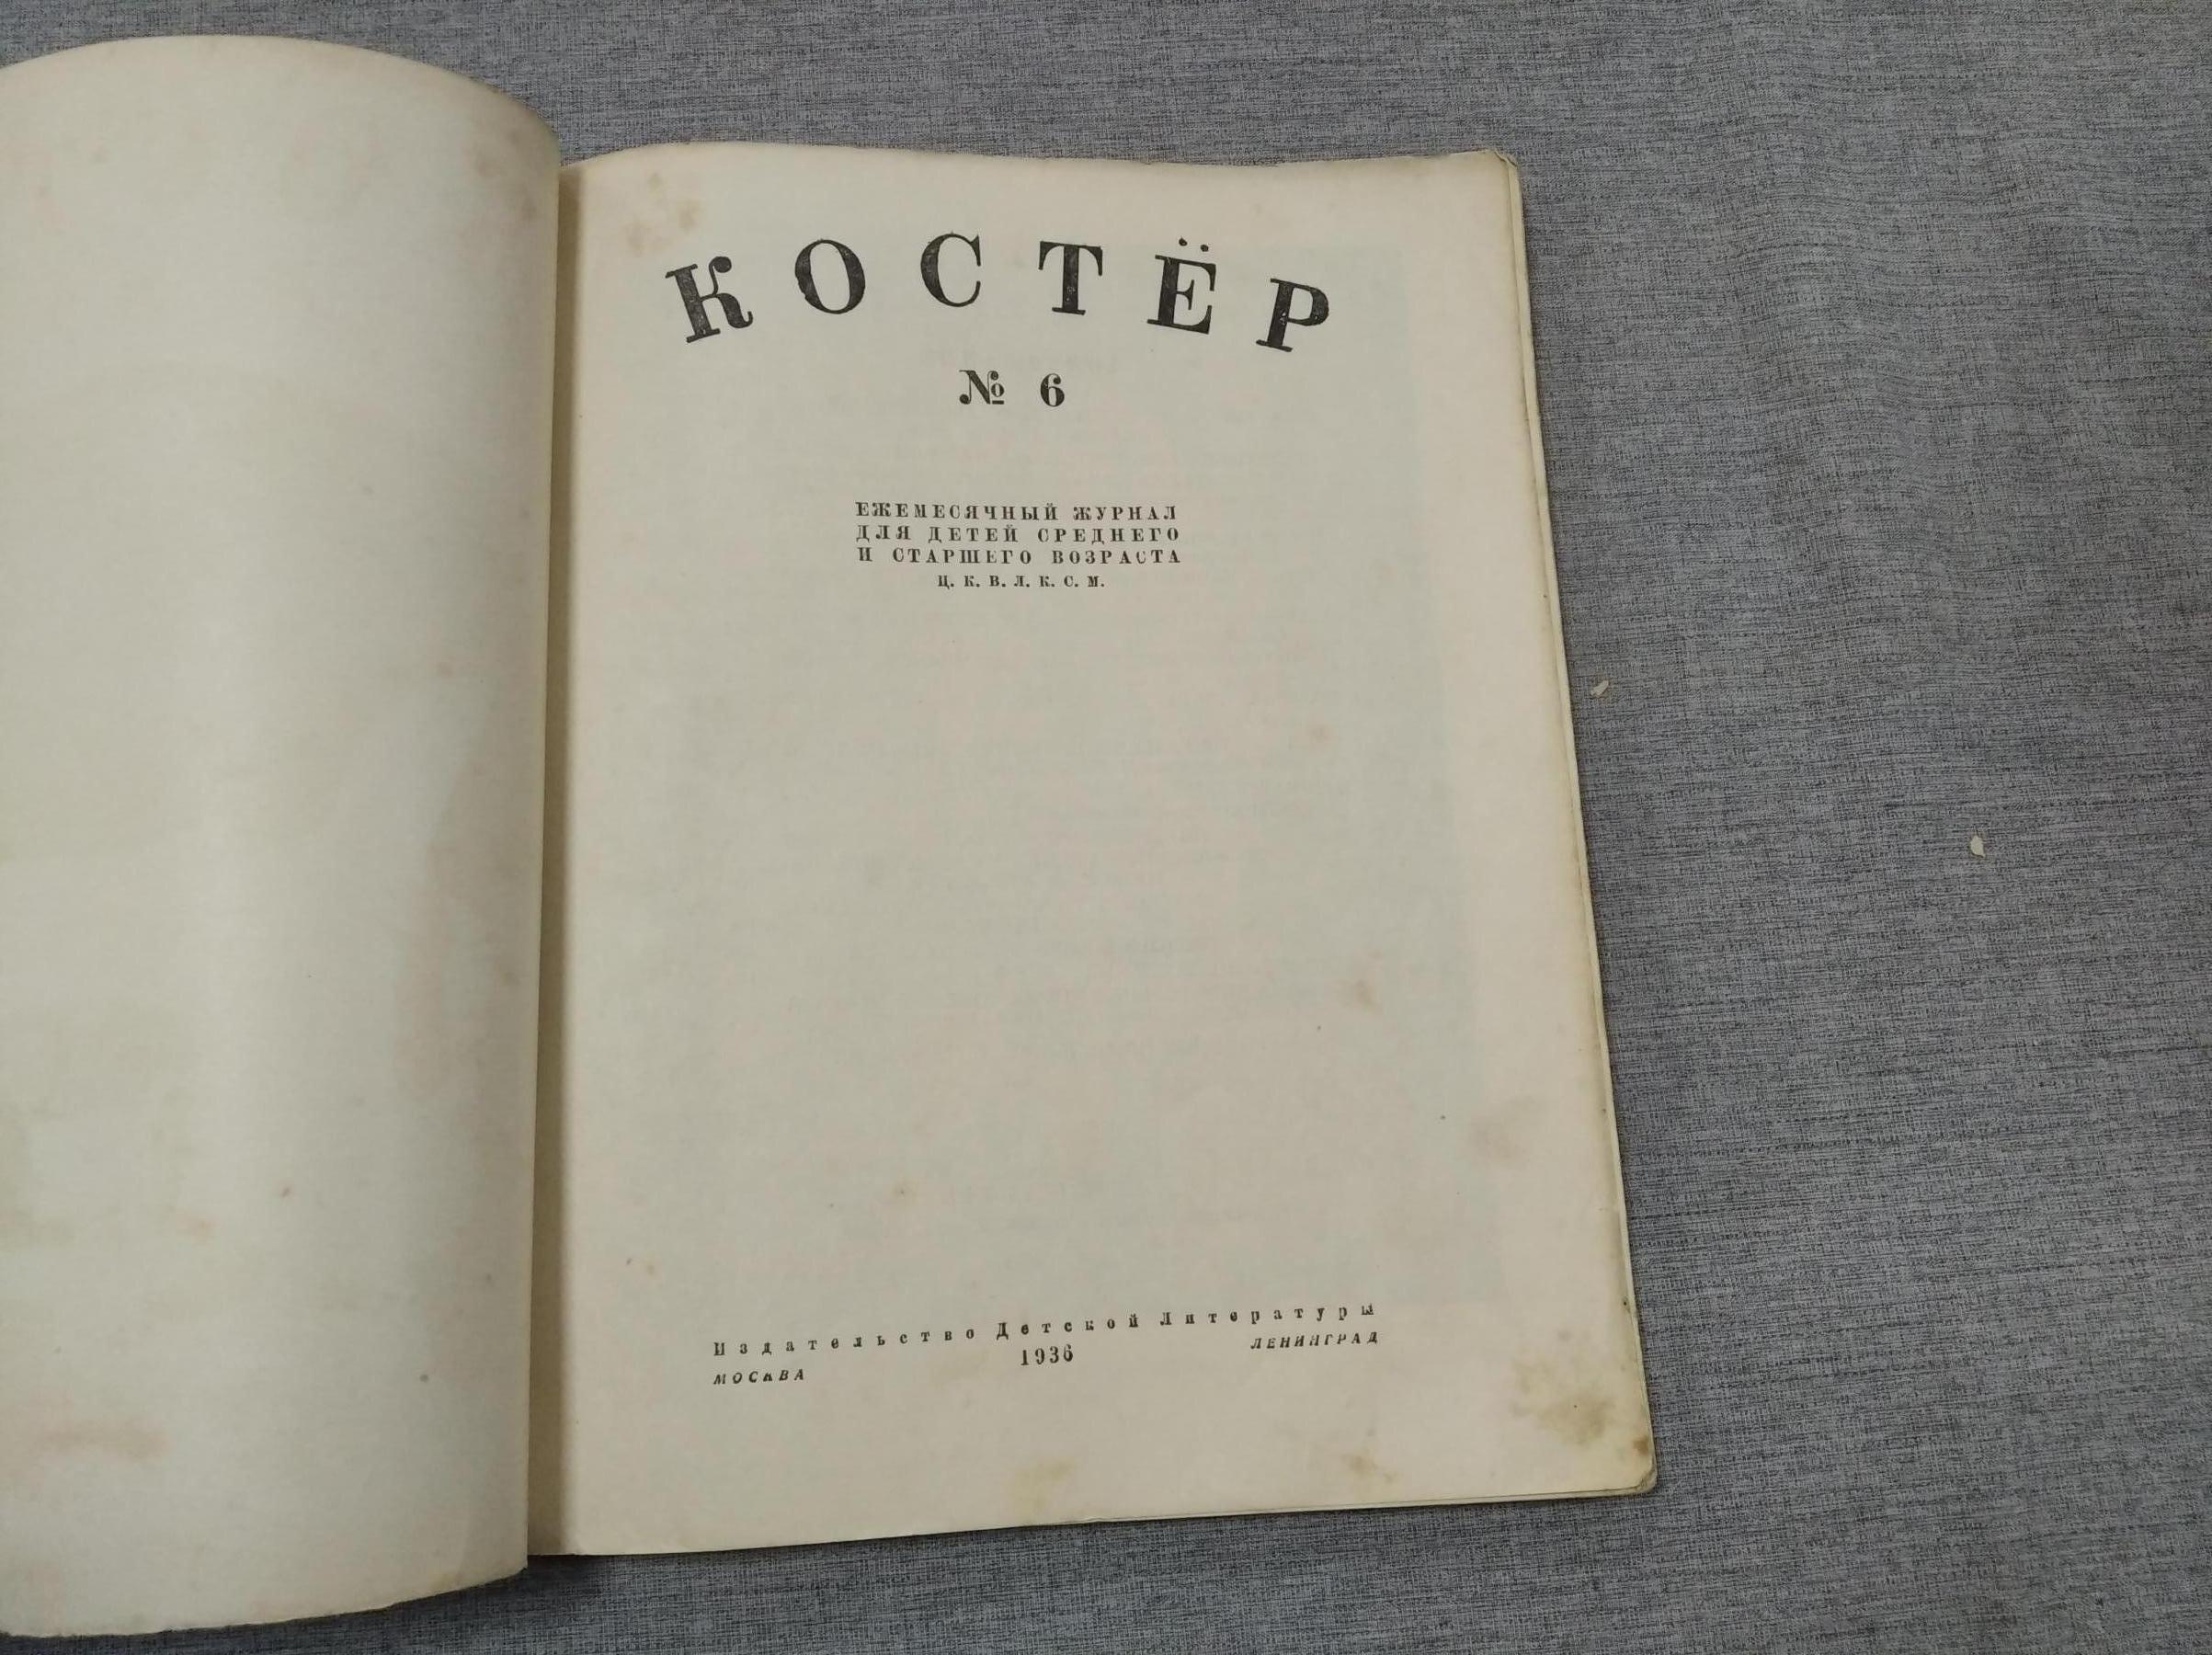 КОСТЁР
№ 6
ЕЖЕМЕСЯЧНЫЙ ЖУРНАЛ
ДЛЯ ДЕТЕЙ СРЕДНЕГО
И СТАРШЕГО ВОЗРАСТА
Ц. К. В. Л. К. С. М.
Издательство Детской Литературы
МОСКВА 1936 ЛЕНИНГРАД